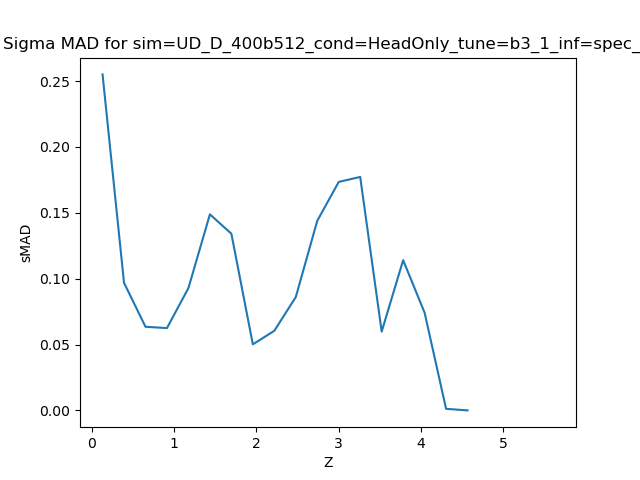 Sigma MAD for sim=UD_D_400b512_cond=HeadOnly_tune=b3_1_inf=spec_
0.25
0.20
0.15
0.10
0.05
0.00
sMAD
0 1 2 3 4 5
Z